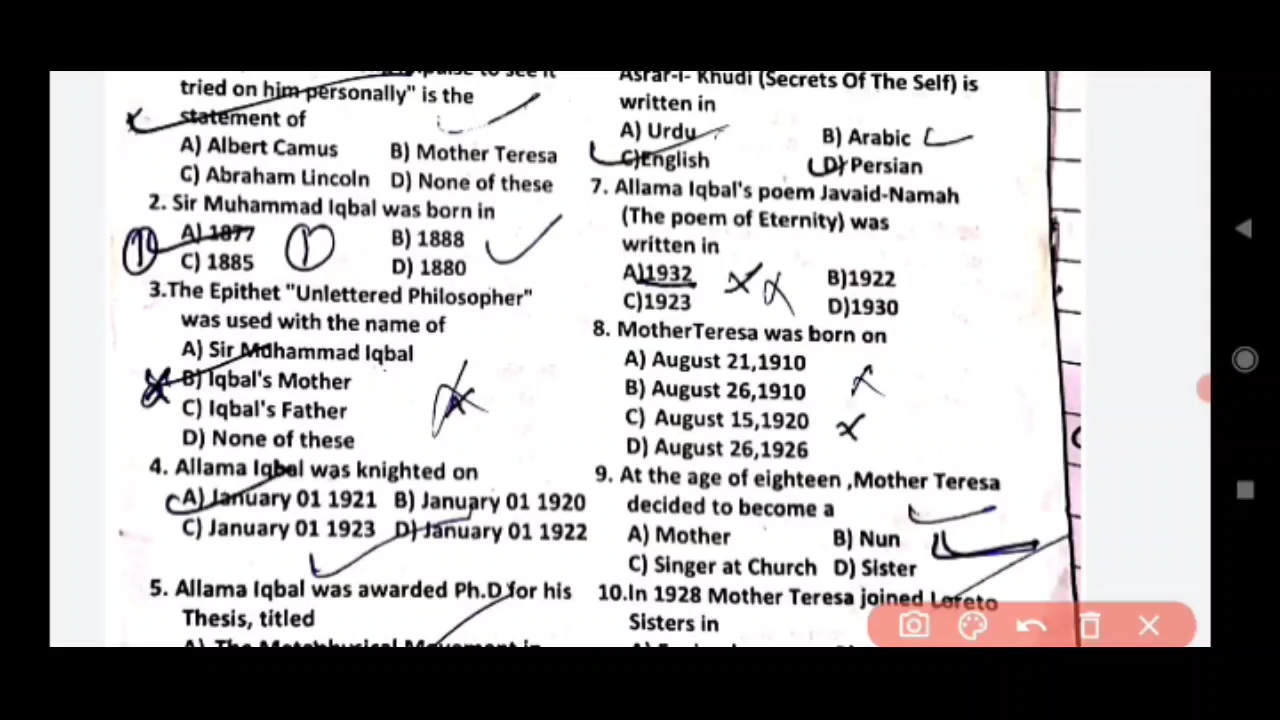 to see it
tried on him personally" is the
statement of
A) Albert Camus B) Mother Teresa
C) Abraham Lincoln D) None of these
2. Sir Muhammad Iqbal was born in
A) 1877 B) 1888
C) 1885 D) 1880
3.The Epithet "Unlettered Philosopher"
was used with the name of
A) Sir Muhammad Iqbal
B) Iqbal's Mother
C) Iqbal's Father
D) None of these
4. Allama Iqbal was knighted on
A) January 01 1921 B) January 01 1920
C) January 01 1923 D) January 01 1922
5. Allama Iqbal was awarded Ph.D for his
Thesis, titled
A) The Metaphysical Movement in
Asrar-I- Khudi (Secrets Of The Self) is
written in
A) Urdu B) Arabic
C)English D) Persian
7. Allama Iqbal's poem Javaid-Namah
(The poem of Eternity) was
written in
A)1932 B)1922
C)1923 D)1930
8. MotherTeresa was born on
A) August 21,1910
B) August 26,1910
C) August 15,1920
D) August 26,1926
9. At the age of eighteen ,Mother Teresa
decided to become a
A) Mother B) Nun
C) Singer at Church D) Sister
10.In 1928 Mother Teresa joined Loreto
Sisters in